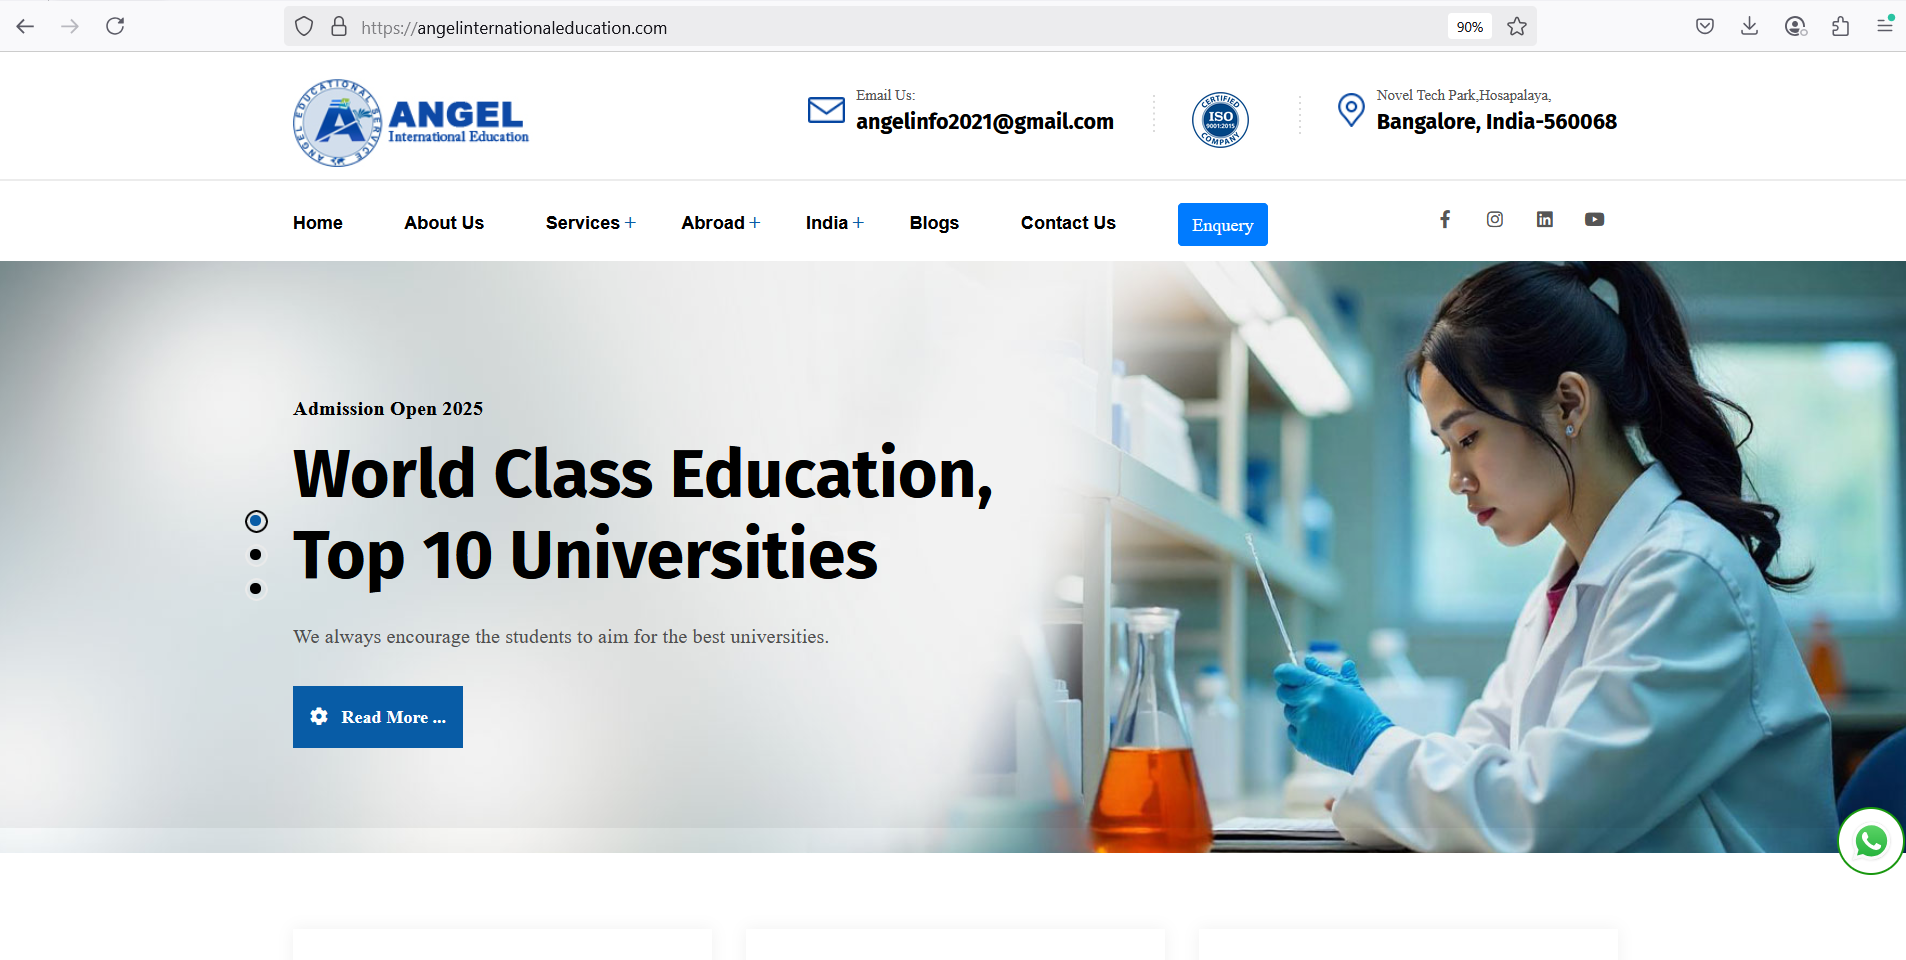 https://angelinternationaleducation.com
90%
ANGEL EDUCATIONAL SERVICE
A
ANGEL
International Education
Email Us:
angelinfo2021@gmail.com
CERTIFIED
ISO
9001:2015
COMPANY
Novel Tech Park,Hosapalaya,
Bangalore, India-560068
Home About Us Services + Abroad + India + Blogs Contact Us Enquery
Admission Open 2025
World Class Education,
Top 10 Universities
We always encourage the students to aim for the best universities.
Read More ...